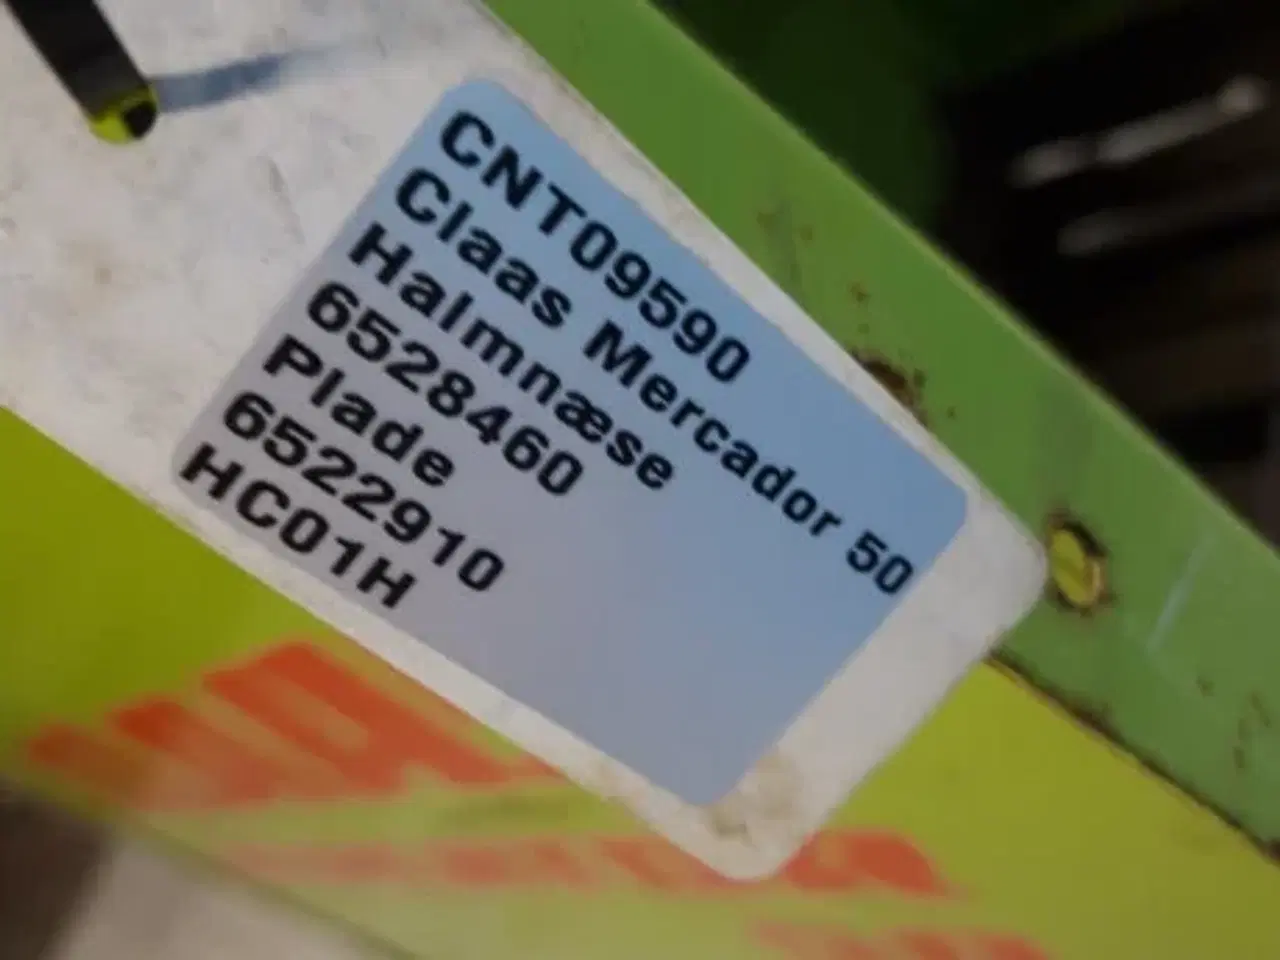 CNT09590
Claas Mercador 50
Halmnæse
6528460
Plade
6522910
HC01H